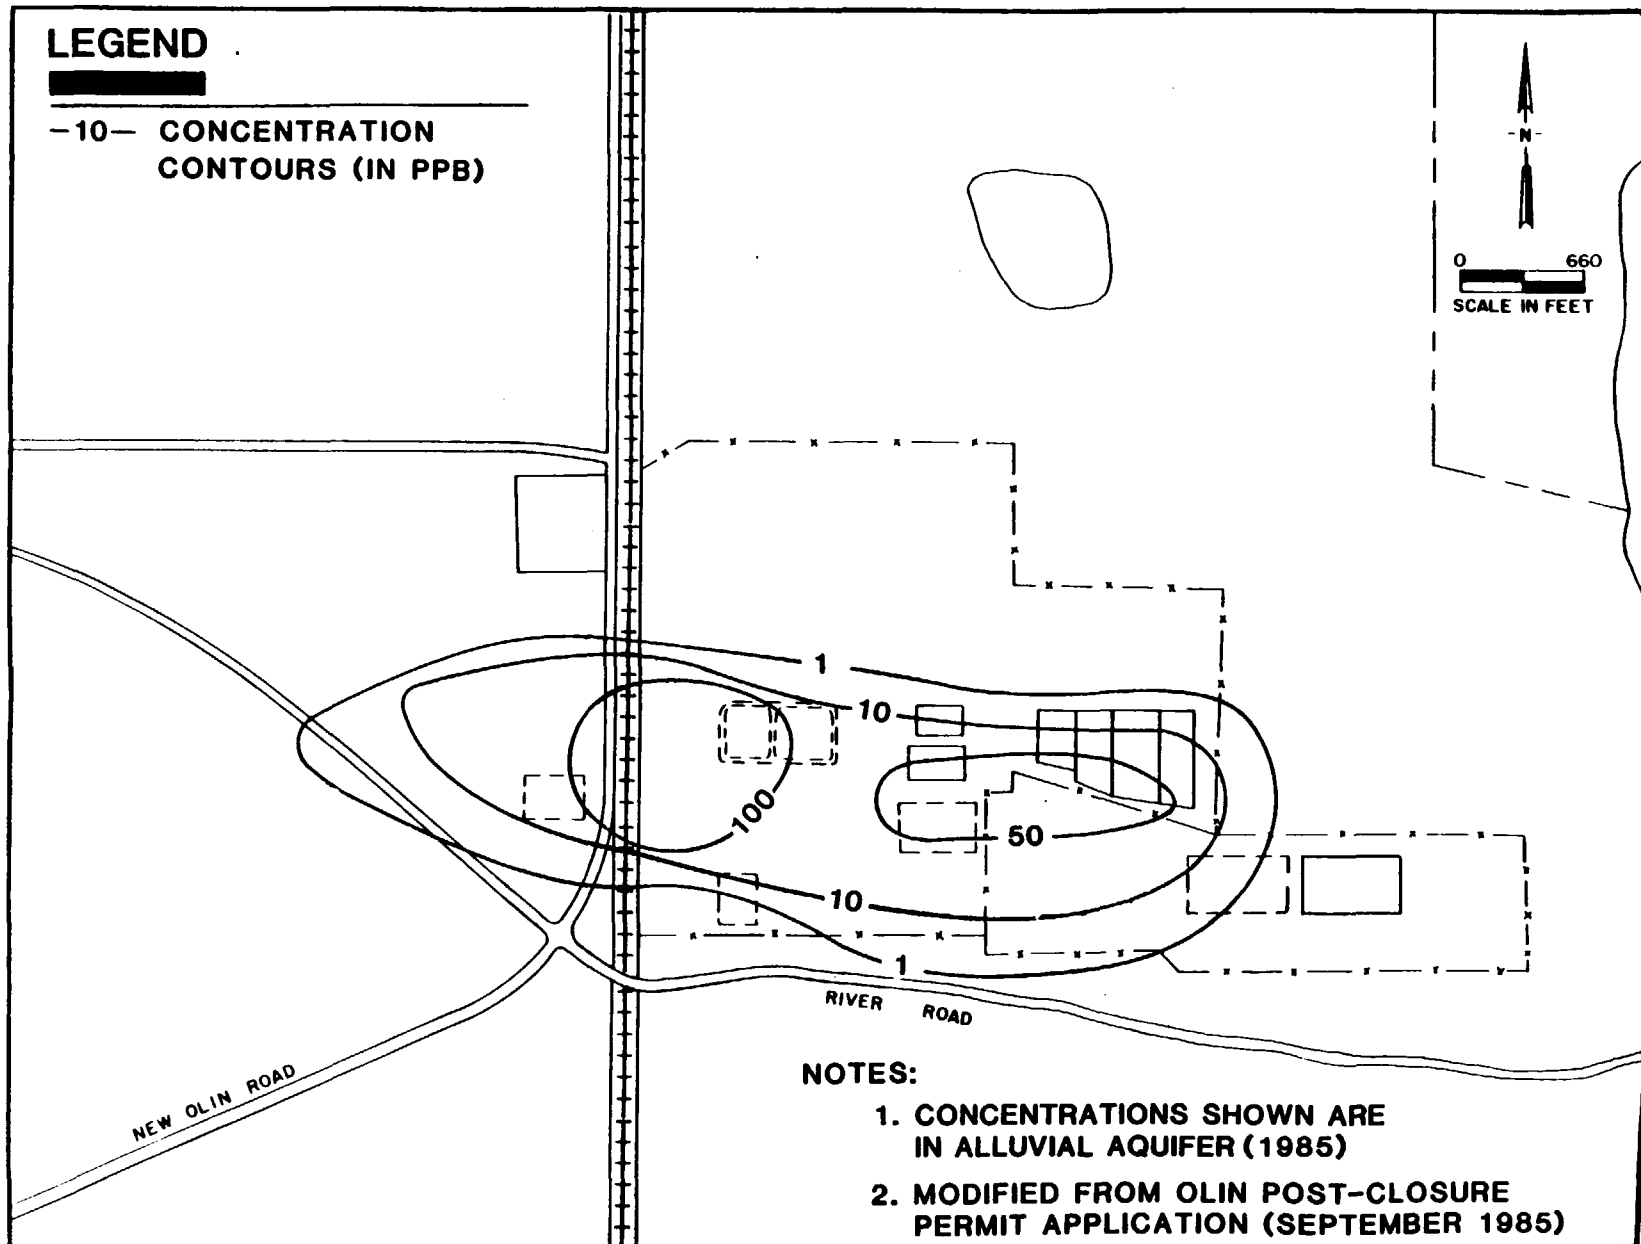 LEGEND
-10- CONCENTRATION
CONTOURS (IN PPB)
-N-
0 660
SCALE IN FEET
1
10
100
50
10
1
RIVER ROAD
NEW OLIN ROAD
NOTES:
1. CONCENTRATIONS SHOWN ARE
IN ALLUVIAL AQUIFER (1985)
2. MODIFIED FROM OLIN POST-CLOSURE
PERMIT APPLICATION (SEPTEMBER 1985)